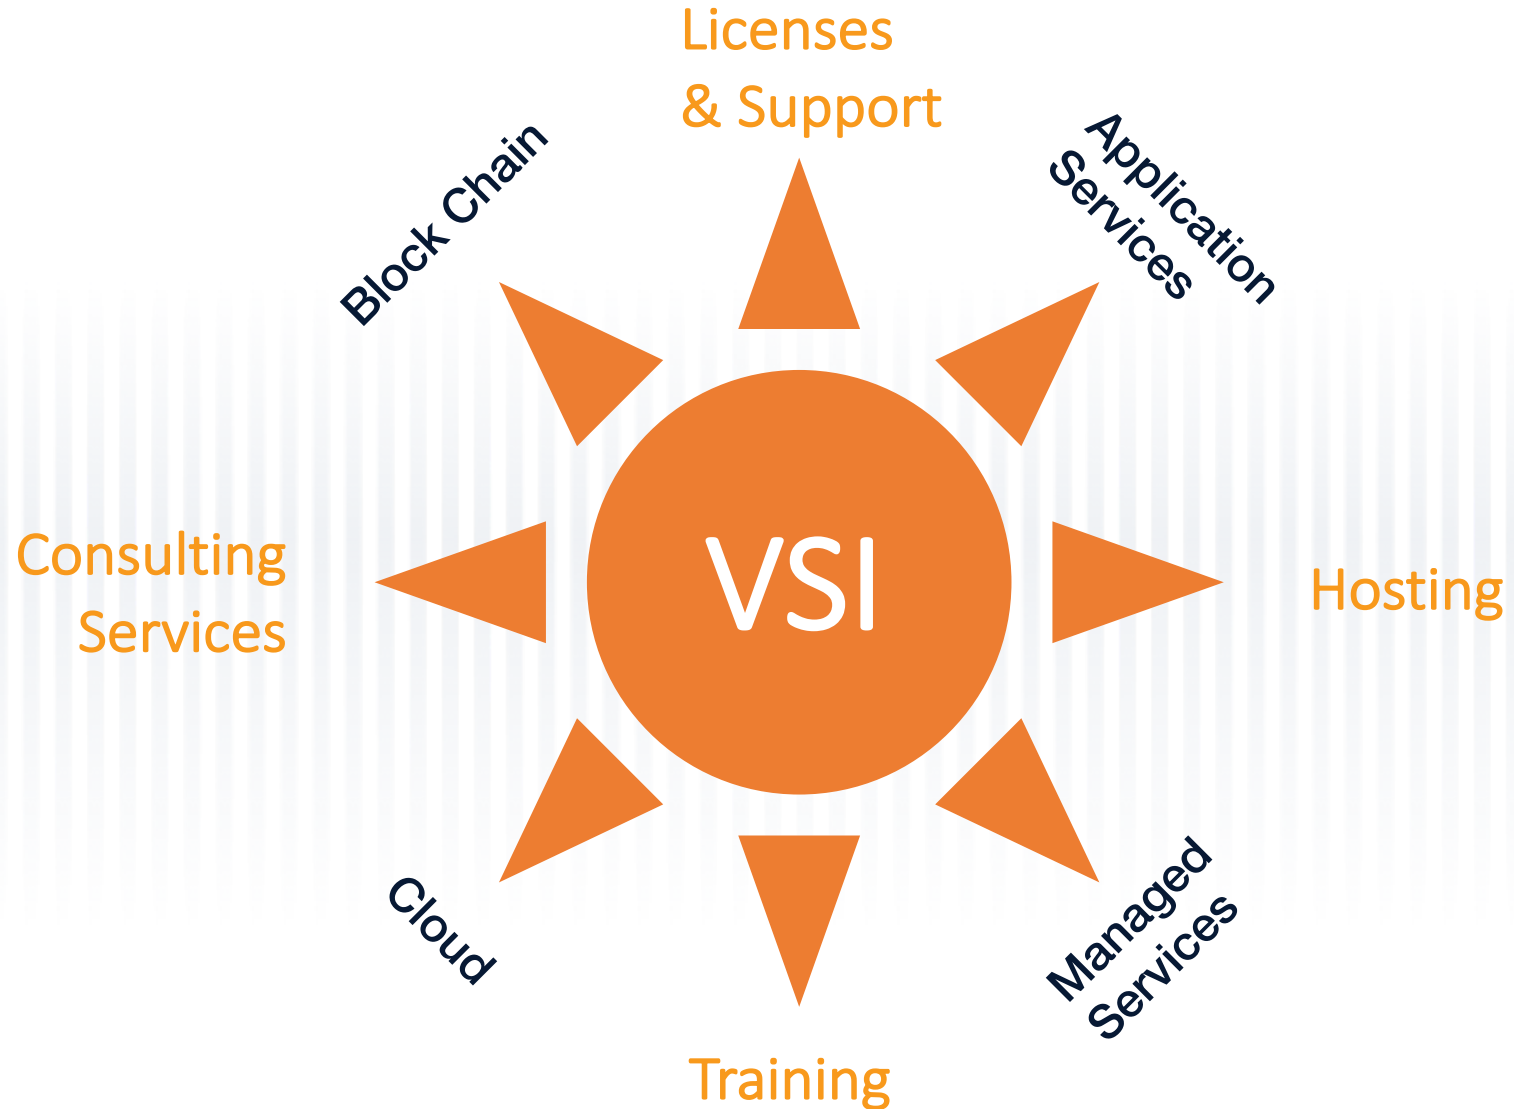 Licenses
& Support
Block Chain
Application
Services
VSI
Consulting
Services
Hosting
Cloud
Managed
Services
Training